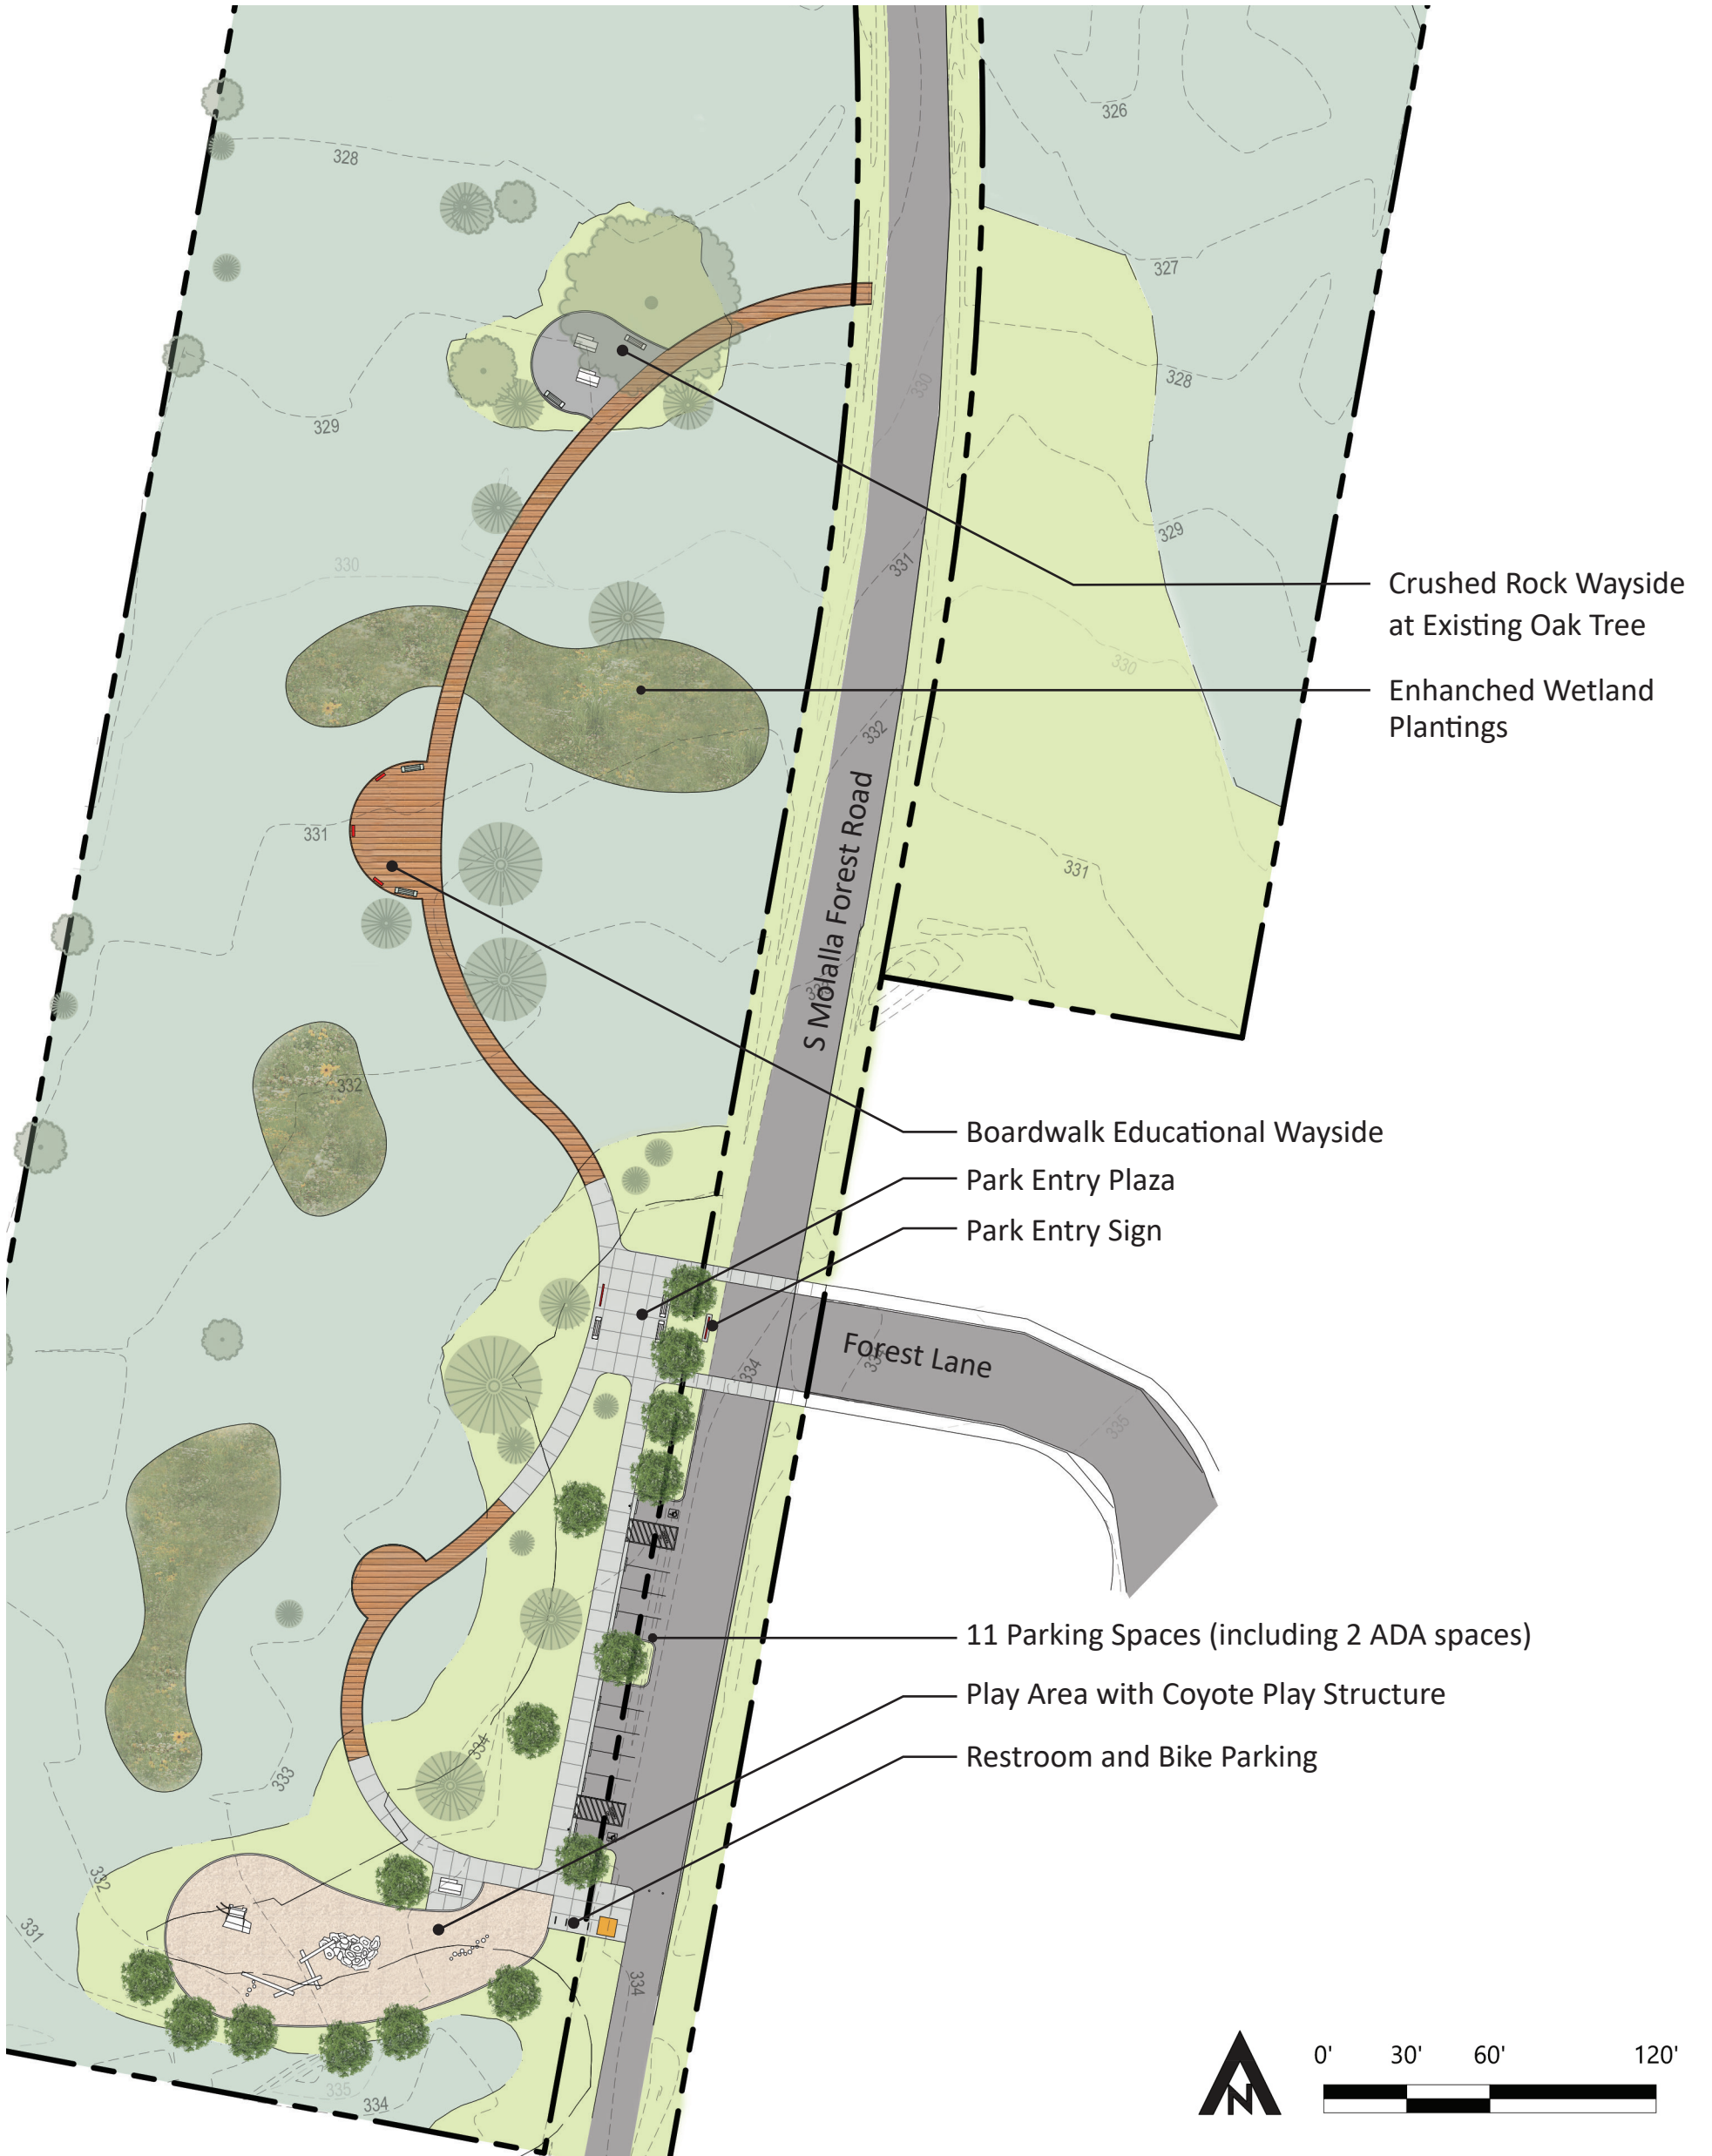 326
328
327
328
330
329
329
331
Crushed Rock Wayside
at Existing Oak Tree
330
330
Enhanched Wetland
Plantings
332
331
331
S Molalla Forest Road
332
Boardwalk Educational Wayside
Park Entry Plaza
Park Entry Sign
Forest Lane
334
335
11 Parking Spaces (including 2 ADA spaces)
Play Area with Coyote Play Structure
334
Restroom and Bike Parking
333
332
331
334
335
334
N
0' 30' 60' 120'